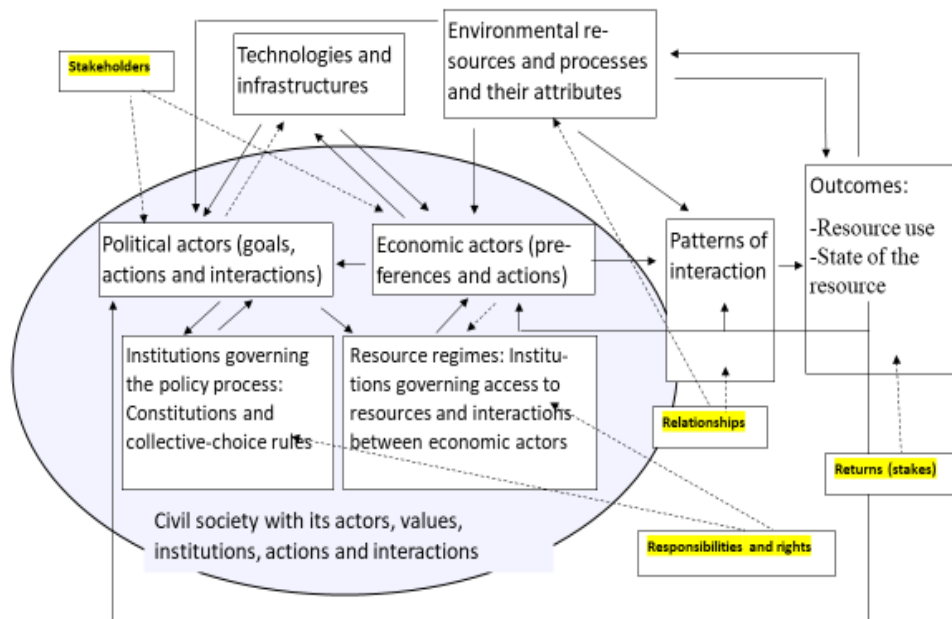 Stakeholders
Technologies and
infrastructures
Environmental re-
sources and processes
and their attributes
Political actors (goals,
actions and interactions)
Economic actors (pre-
ferences and actions)
Patterns of
interaction
Outcomes:
-Resource use
-State of the
resource
Institutions governing
the policy process:
Constitutions and
collective-choice rules
Resource regimes: Institu-
tions governing access to
resources and interactions
between economic actors
Relationships
Returns (stakes)
Civil society with its actors, values,
institutions, actions and interactions
Responsibilities and rights